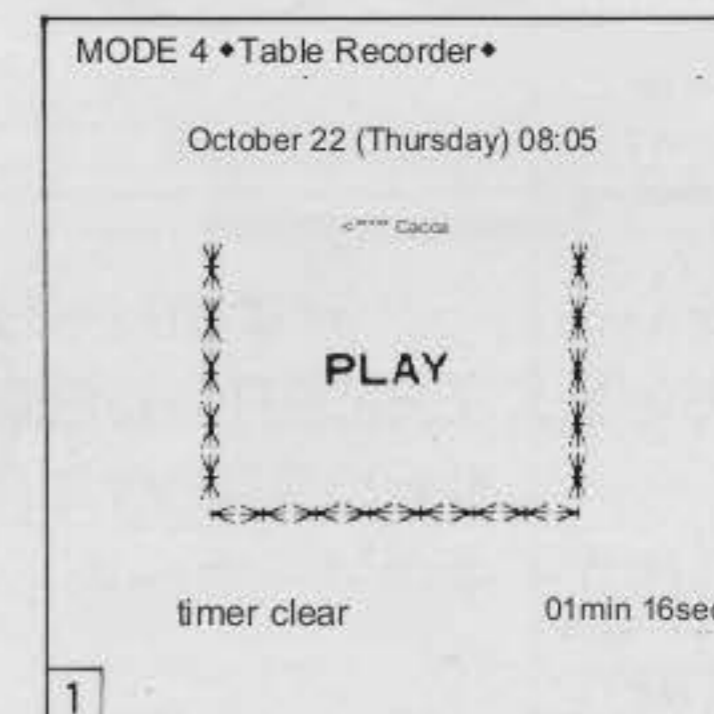 MODE 4 ◆Table Recorder◆
October 22 (Thursday) 08:05
PLAY
timer clear
01min 16sec
1